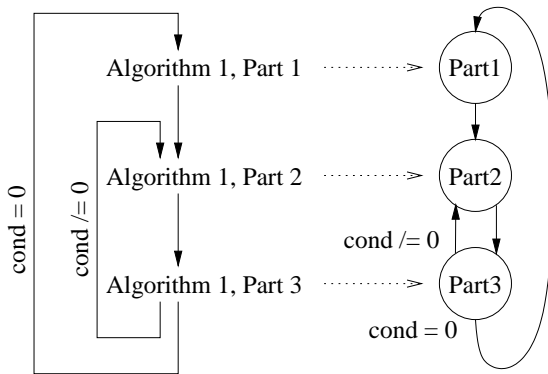 Algorithm 1, Part 1
Part1
Algorithm 1, Part 2
Part2
cond = 0
cond /= 0
cond /= 0
Algorithm 1, Part 3
Part3
cond = 0